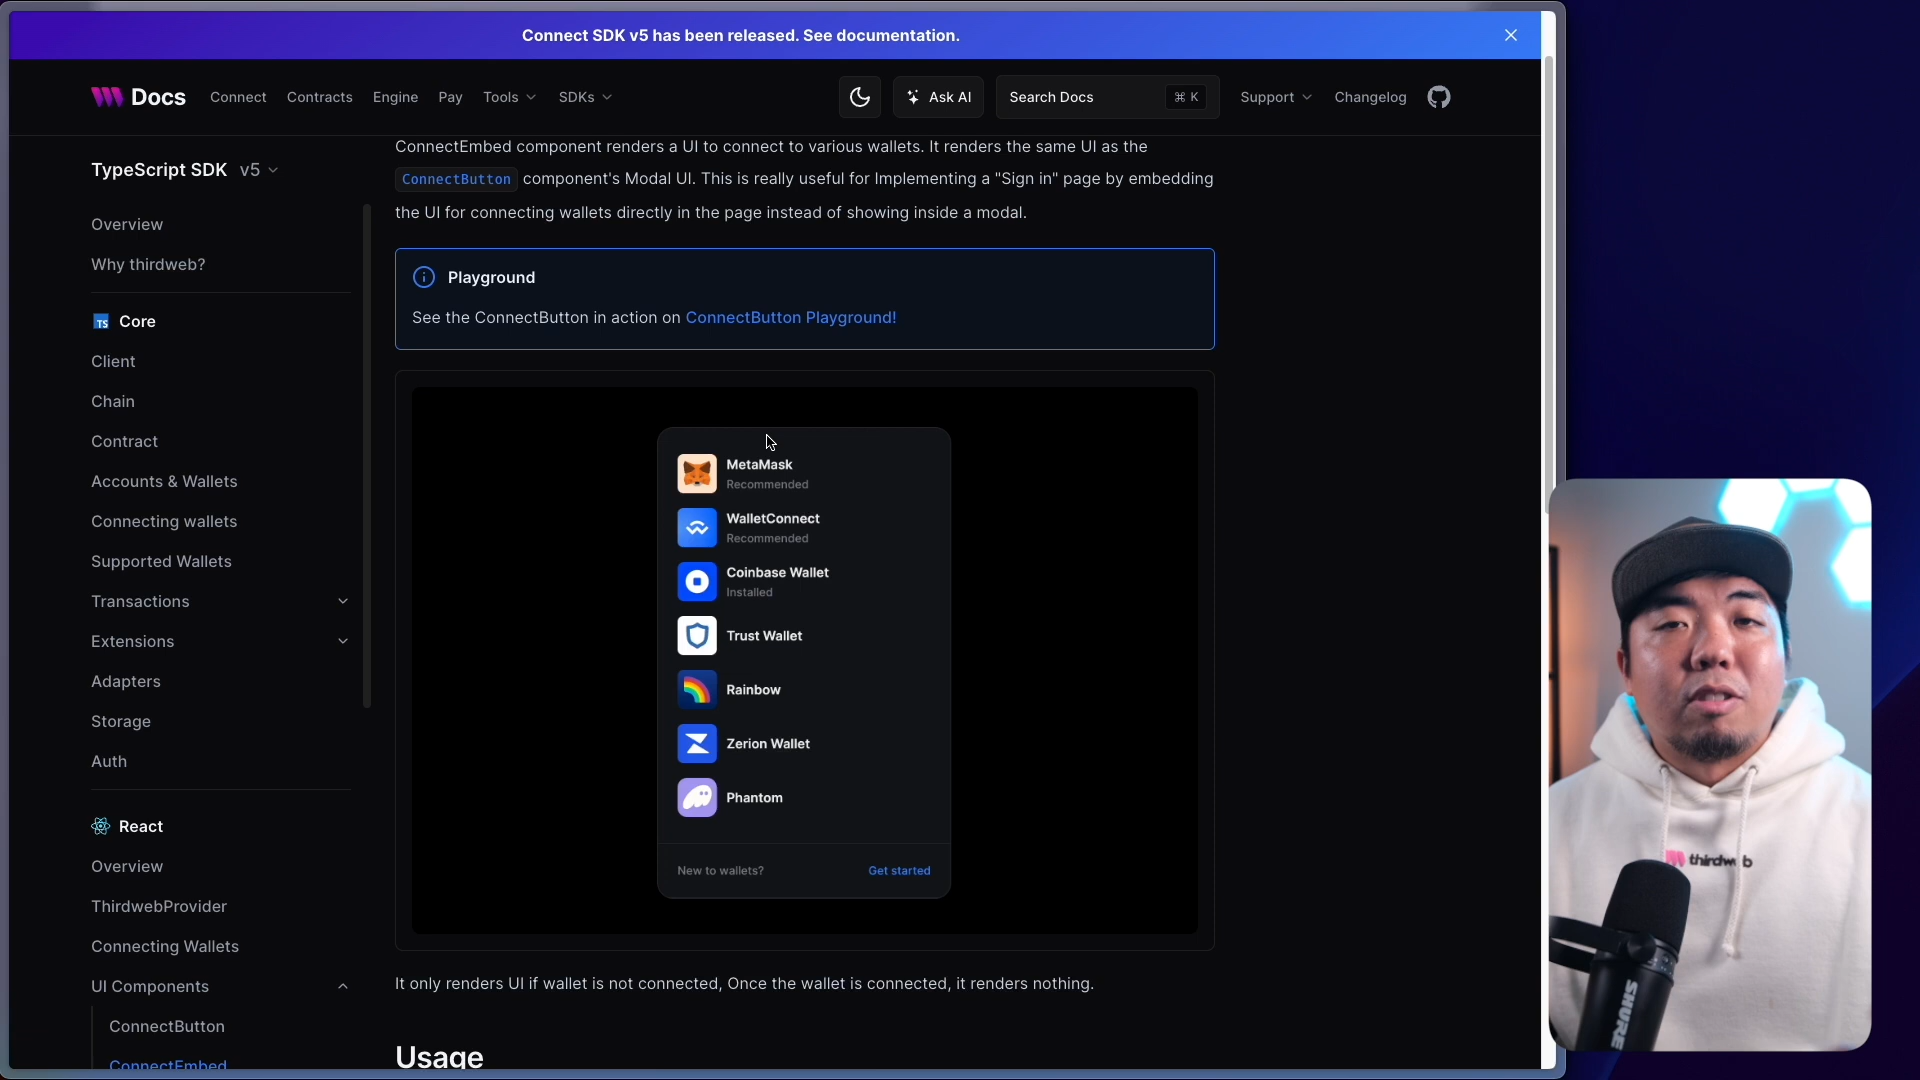 Connect SDK v5 has been released. See documentation.
Docs Connect Contracts Engine Pay Tools SDKs Ask AI Search Docs ⌘ K Support Changelog
TypeScript SDK v5
Overview
Why thirdweb?
TS Core
Client
Chain
Contract
Accounts & Wallets
Connecting wallets
Supported Wallets
Transactions
Extensions
Adapters
Storage
Auth
React
Overview
ThirdwebProvider
Connecting Wallets
UI Components
ConnectButton
ConnectEmbed
ConnectEmbed component renders a UI to connect to various wallets. It renders the same UI as the
ConnectButton component's Modal UI. This is really useful for Implementing a "Sign in" page by embedding
the UI for connecting wallets directly in the page instead of showing inside a modal.
Playground
See the ConnectButton in action on ConnectButton Playground!
MetaMask
Recommended
WalletConnect
Recommended
Coinbase Wallet
Installed
Trust Wallet
Rainbow
Zerion Wallet
Phantom
New to wallets? Get started
It only renders UI if wallet is not connected, Once the wallet is connected, it renders nothing.
Usage
thirdweb
SHURE